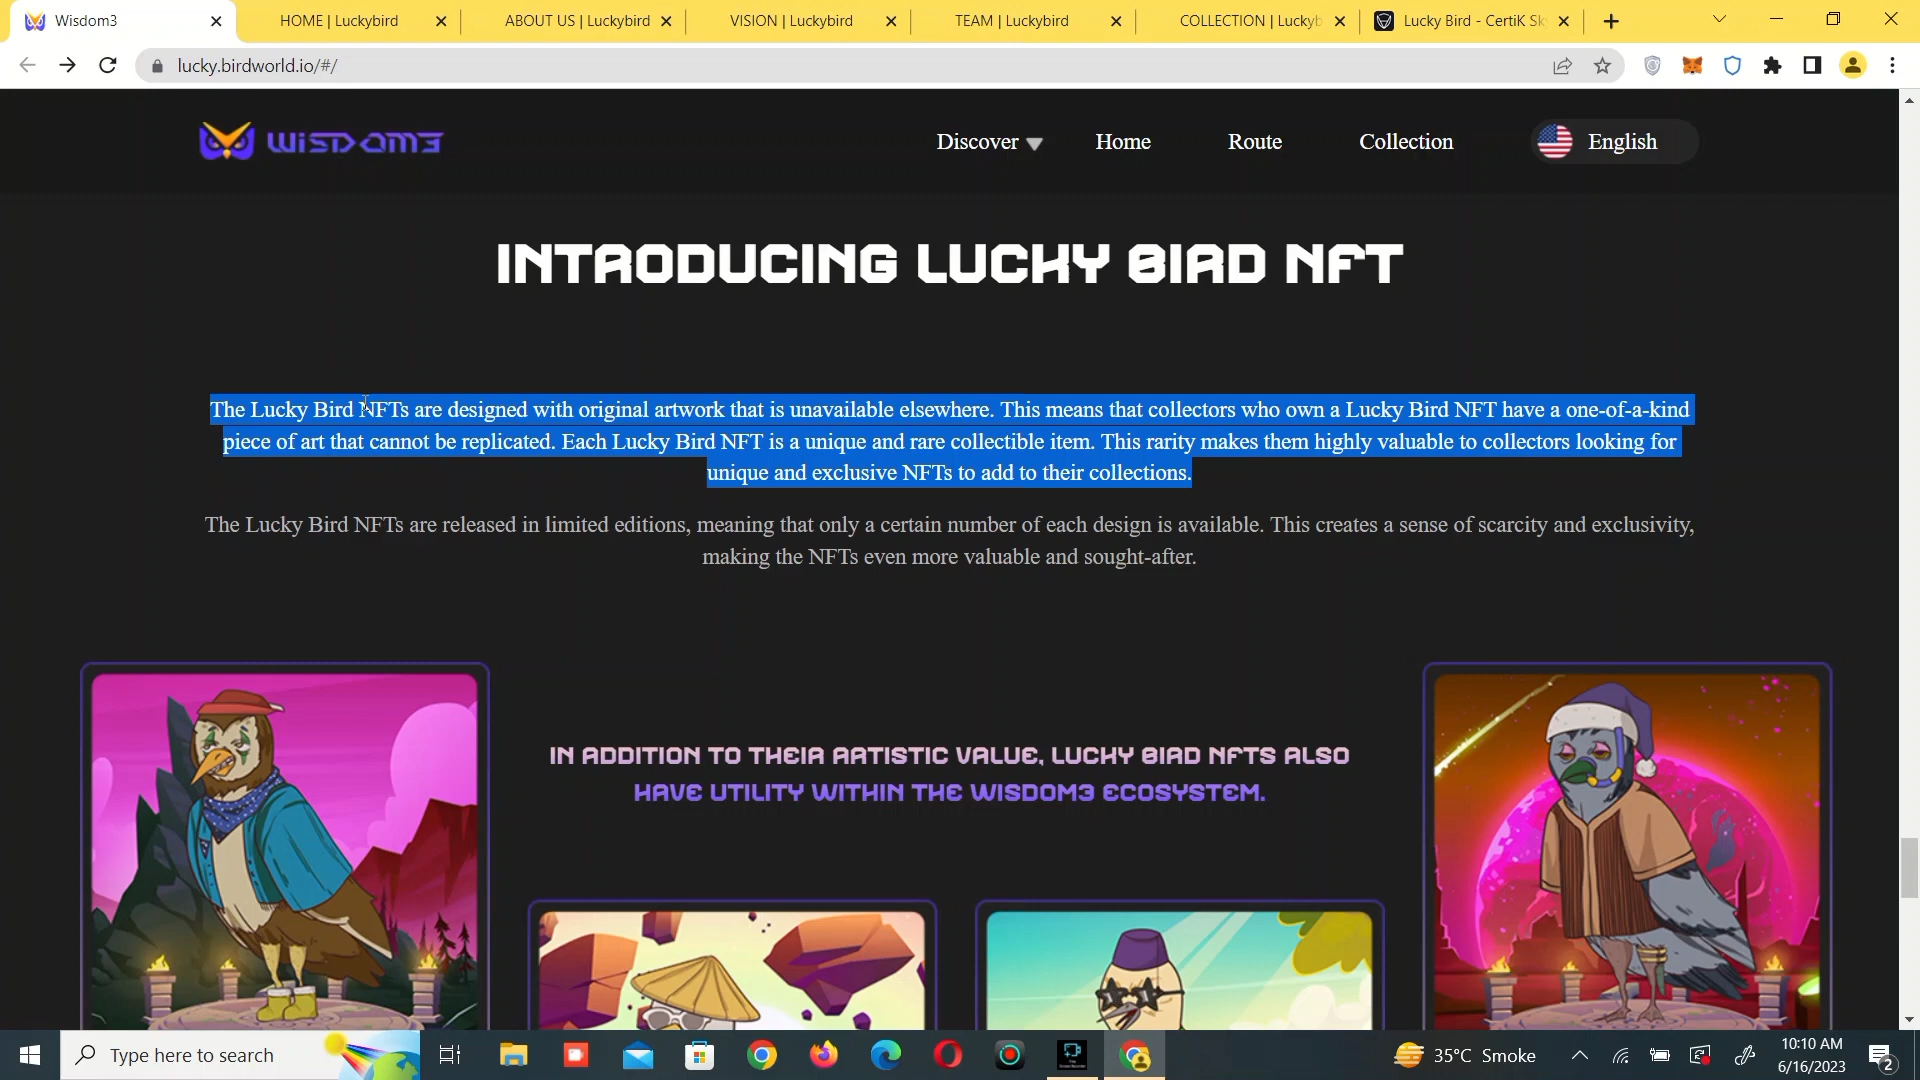 Wisdom3
HOME | Luckybird
ABOUT US | Luckybird
VISION | Luckybird
TEAM | Luckybird
COLLECTION | Luckyb
Lucky Bird - CertiK Sk
lucky.birdworld.io/#/
WISDOM3
Discover
Home
Route
Collection
English
INTRODUCING LUCKY BIRD NFT
The Lucky Bird NFTs are designed with original artwork that is unavailable elsewhere. This means that collectors who own a Lucky Bird NFT have a one-of-a-kind
piece of art that cannot be replicated. Each Lucky Bird NFT is a unique and rare collectible item. This rarity makes them highly valuable to collectors looking for
unique and exclusive NFTs to add to their collections.
The Lucky Bird NFTs are released in limited editions, meaning that only a certain number of each design is available. This creates a sense of scarcity and exclusivity,
making the NFTs even more valuable and sought-after.
IN ADDITION TO THEIR ARTISTIC VALUE, LUCKY BIRD NFTS ALSO
HAVE UTILITY WITHIN THE WISDOM3 ECOSYSTEM.
Type here to search
35°C Smoke
10:10 AM
6/16/2023
2